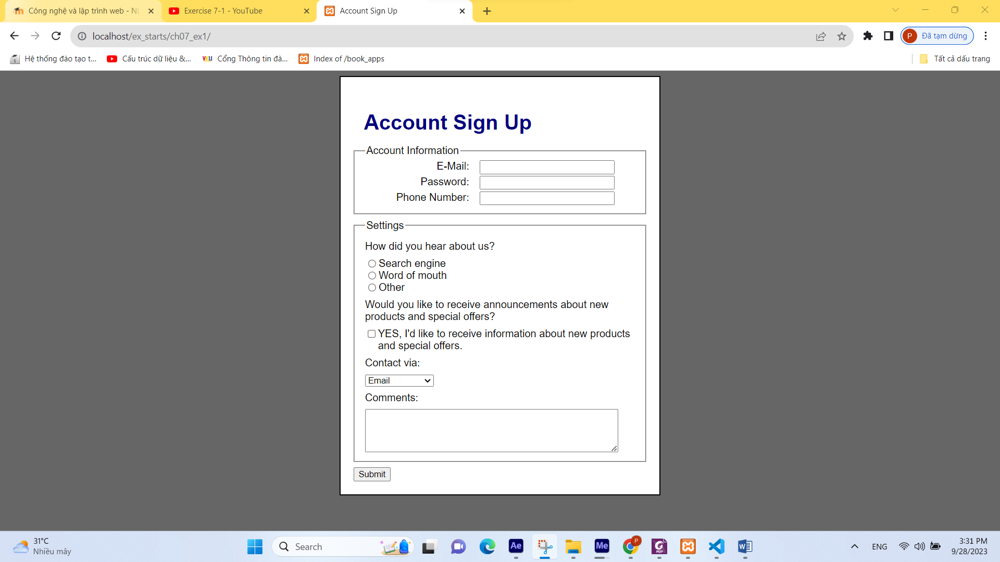 Công nghệ và lập trình web - NL
Exercise 7-1 - YouTube
Account Sign Up
localhost/ex_starts/ch07_ex1/
P
Đã tạm dừng
Hệ thống đào tạo t...
Cấu trúc dữ liệu &...
VKU
Cổng Thông tin đà...
Index of /book_apps
Tất cả dấu trang
Account Sign Up
Account Information
E-Mail:
Password:
Phone Number:
Settings
How did you hear about us?
Search engine
Word of mouth
Other
Would you like to receive announcements about new
products and special offers?
YES, I'd like to receive information about new products
and special offers.
Contact via:
Email
Comments:
Submit
31°C
Nhiều mây
Search
Ae
Me
P
PDF
W
ENG
3:31 PM
9/28/2023